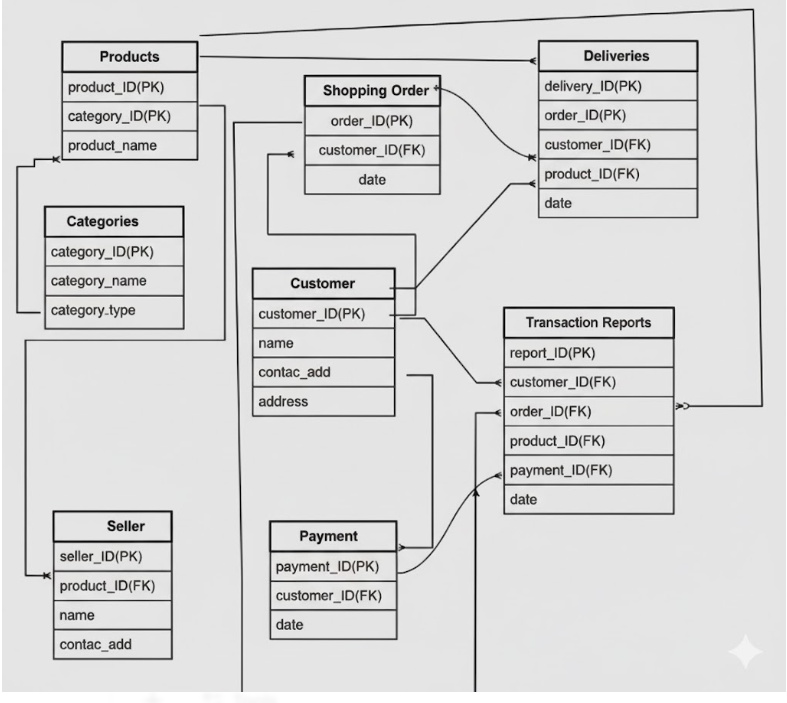 Products
product_ID(PK)
category_ID(PK)
product_name
Categories
category_ID(PK)
category_name
category.type
Shopping Order
order_ID(PK)
customer_ID(FK)
date
Deliveries
delivery_ID(PK)
order_ID(PK)
customer_ID(FK)
product_ID(FK)
date
Customer
customer_ID(PK)
name
contac_add
address
Transaction Reports
report_ID(PK)
customer_ID(FK)
order_ID(FK)
product_ID(FK)
payment_ID(FK)
date
Seller
seller_ID(PK)
product_ID(FK)
name
contac_add
Payment
payment_ID(PK)
customer_ID(FK)
date